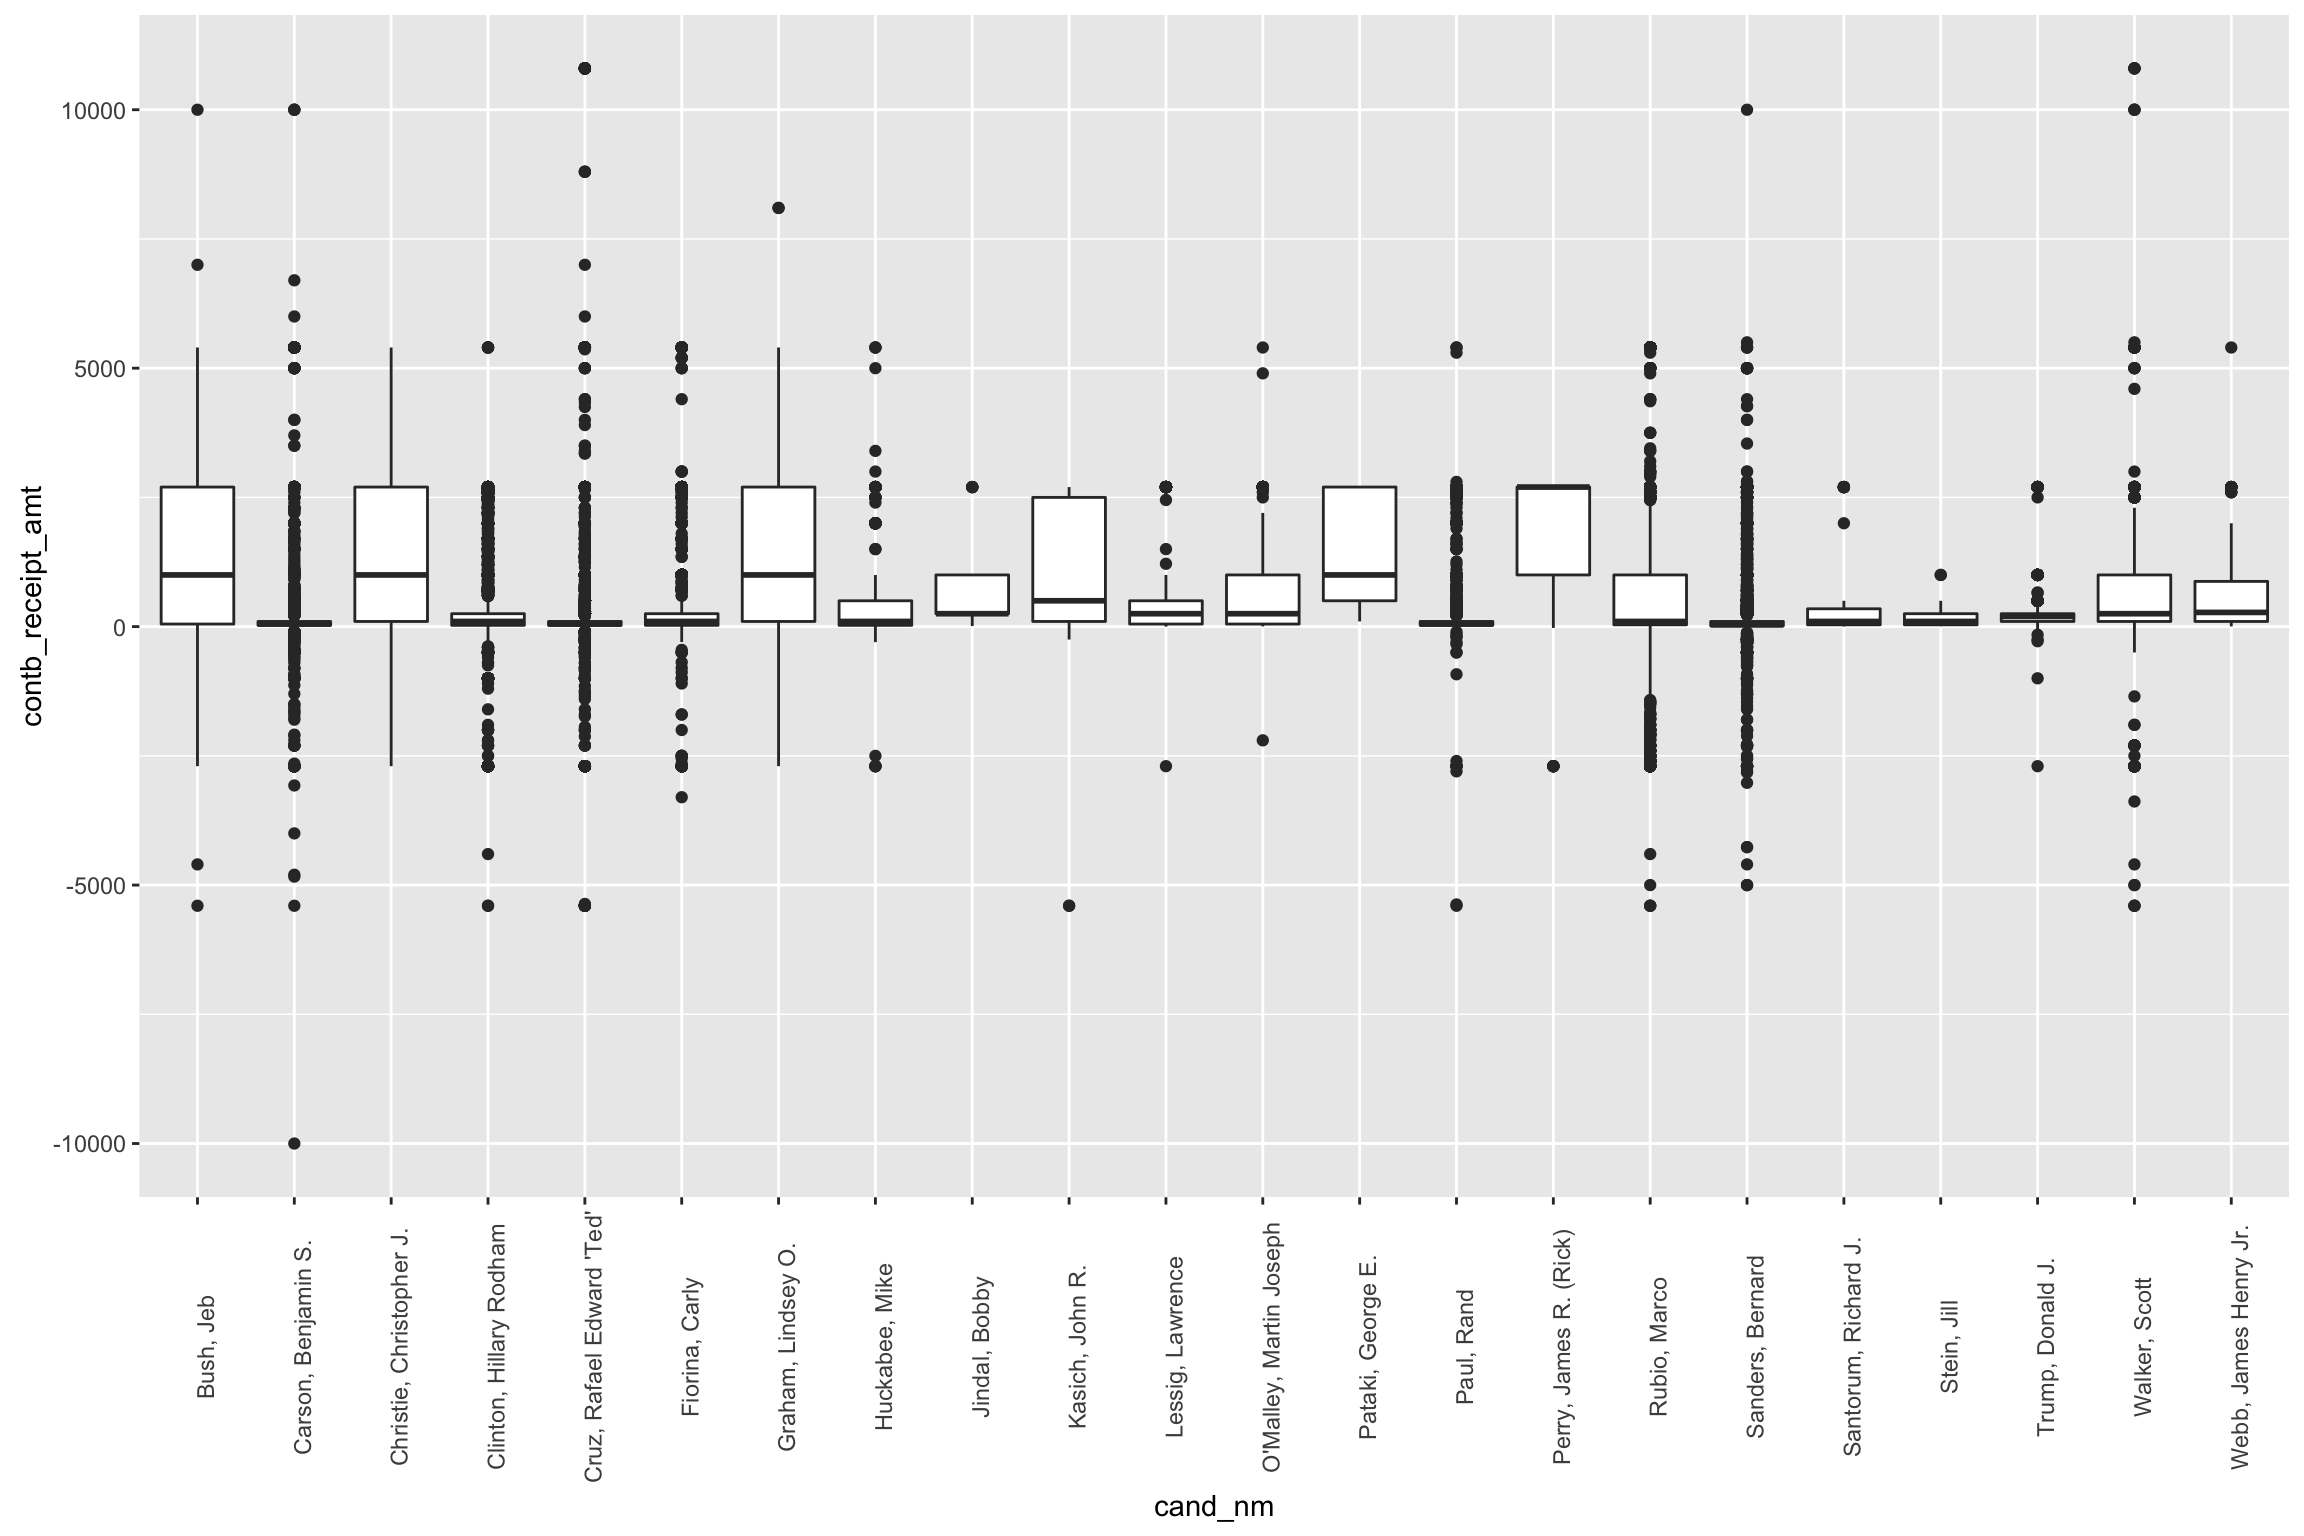 contb_receipt_amt
10000
5000
0
-5000
-10000
Bush, Jeb
Carson, Benjamin S.
Christie, Christopher J.
Clinton, Hillary Rodham
Cruz, Rafael Edward 'Ted'
Fiorina, Carly
Graham, Lindsey O.
Huckabee, Mike
Jindal, Bobby
Kasich, John R.
Lessig, Lawrence
O'Malley, Martin Joseph
Pataki, George E.
Paul, Rand
Perry, James R. (Rick)
Rubio, Marco
Sanders, Bernard
Santorum, Richard J.
Stein, Jill
Trump, Donald J.
Walker, Scott
Webb, James Henry Jr.
cand_nm